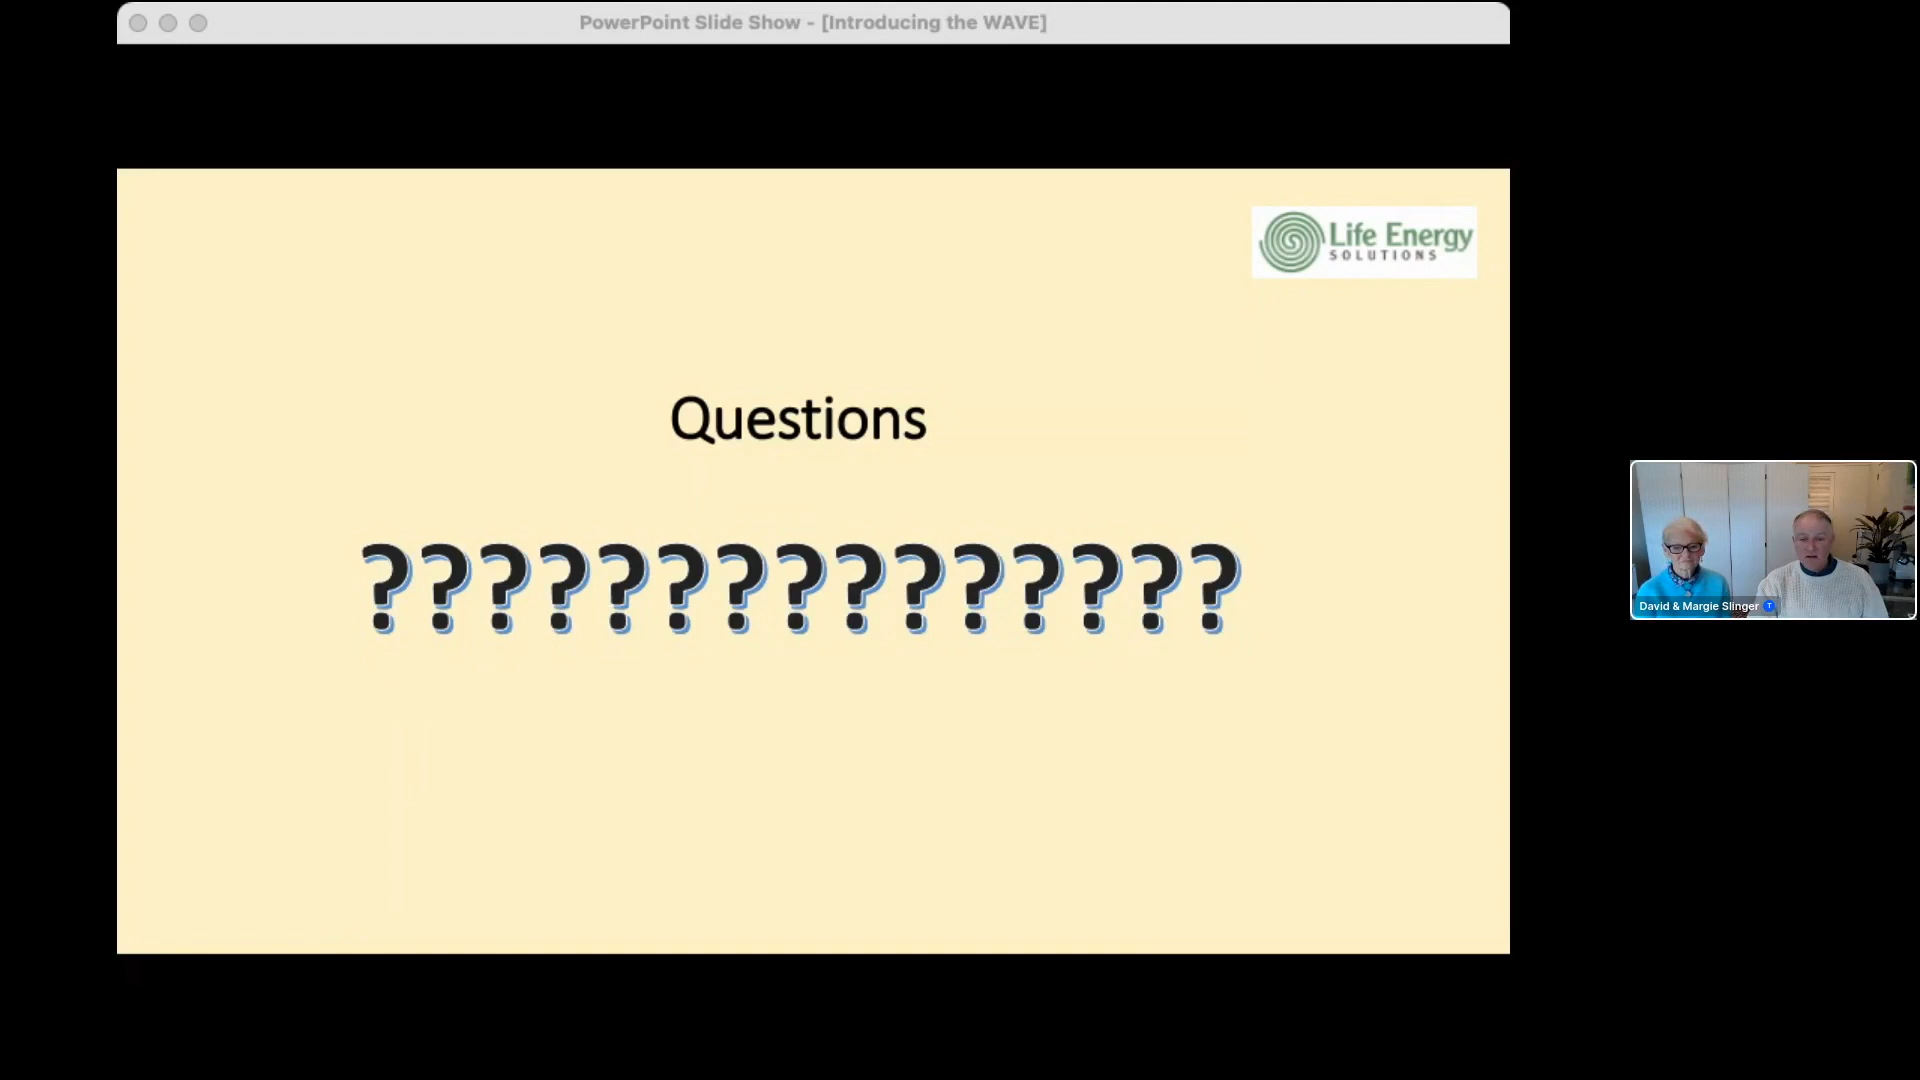 PowerPoint Slide Show - [Introducing the WAVE]
Life Energy
SOLUTIONS
Questions
???????????????
David & Margie Slinger T